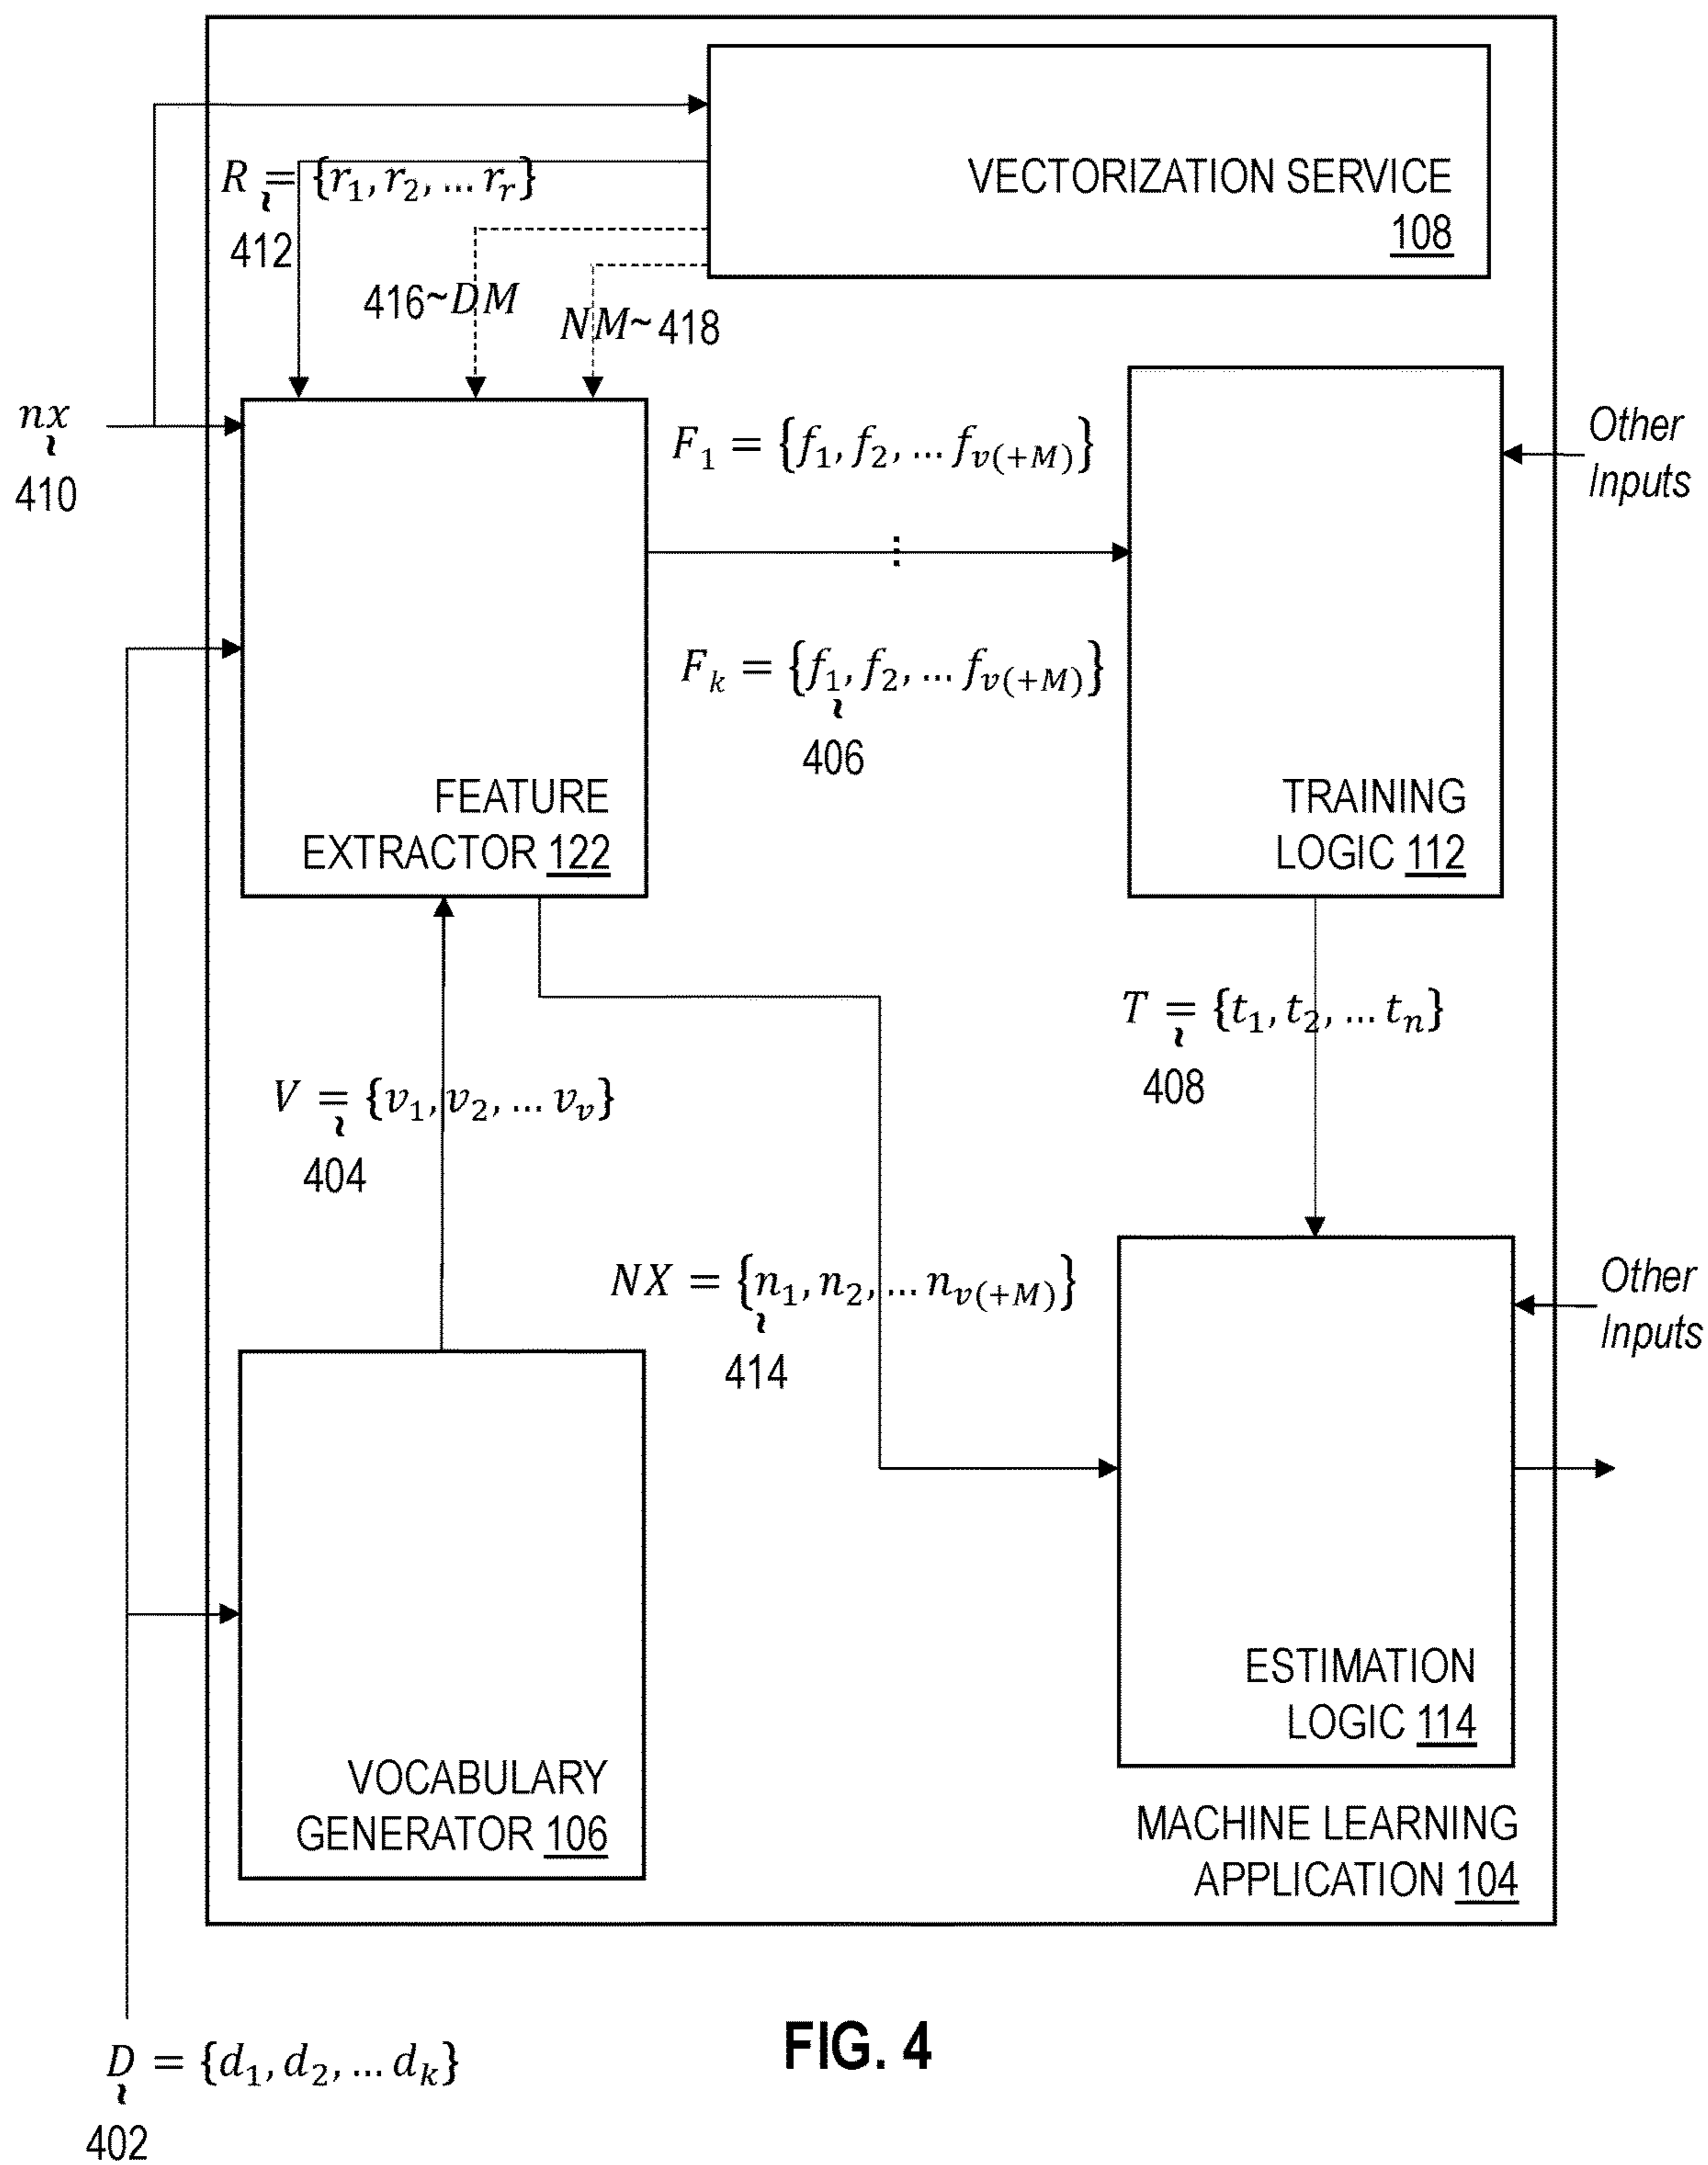 VECTORIZATION SERVICE
108
R = {r₁, r₂, … rᵣ}
412
416~DM
NM~418
nx
410
F₁ = {f₁, f₂, … f_v(+M)}
⋮
Fₖ = {f₁, f₂, … f_v(+M)}
406
Other
Inputs
FEATURE
EXTRACTOR 122
TRAINING
LOGIC 112
T = {t₁, t₂, … tₙ}
408
V = {v₁, v₂, … vᵥ}
404
NX = {n₁, n₂, … n_v(+M)}
414
Other
Inputs
ESTIMATION
LOGIC 114
VOCABULARY
GENERATOR 106
MACHINE LEARNING
APPLICATION 104
D = {d₁, d₂, … dₖ}
402
FIG. 4